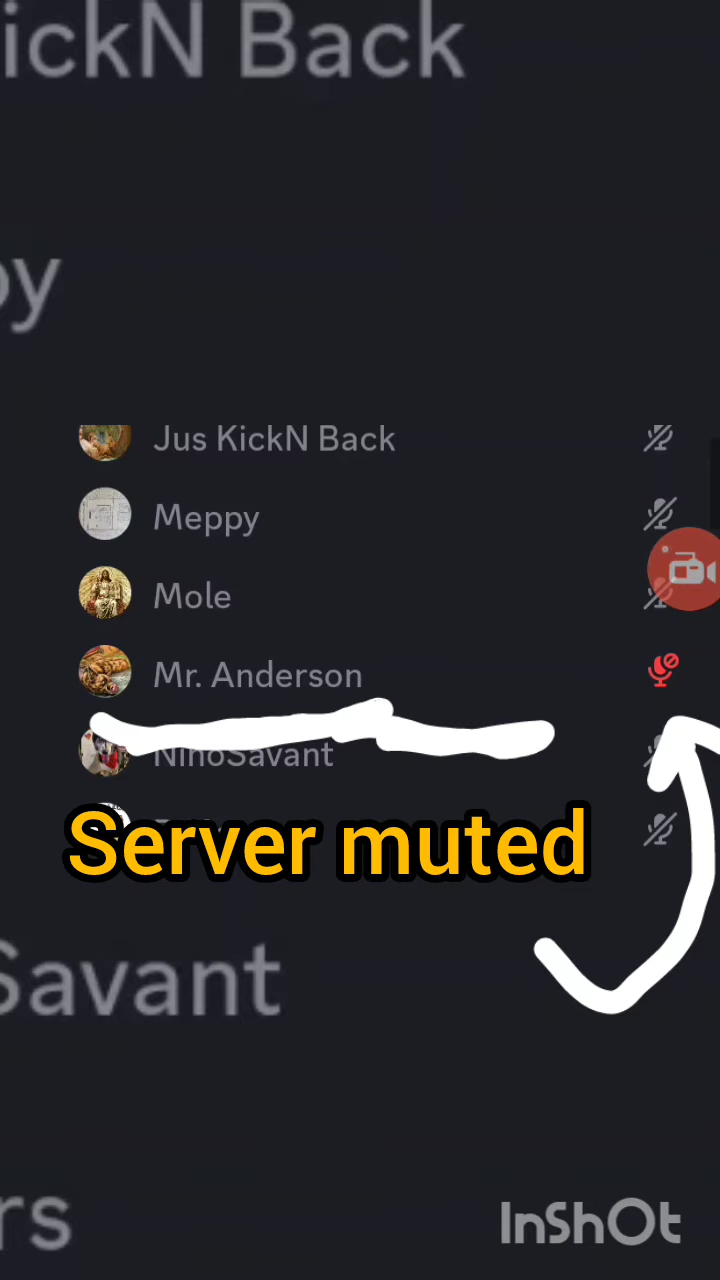 ickN Back
py
Jus KickN Back
Meppy
Mole
Mr. Anderson
NinoSavant
Server muted
Savant
rs
InShOt